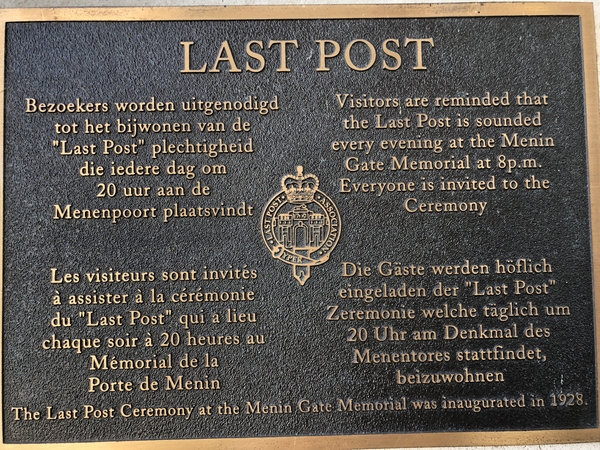 LAST POST
Bezoekers worden uitgenodigd
tot het bijwonen van de
"Last Post" plechtigheid
die iedere dag om
20 uur aan de
Menenpoort plaatsvindt
Visitors are reminded that
the Last Post is sounded
every evening at the Menin
Gate Memorial at 8p.m.
Everyone is invited to the
Ceremony
LAST POST ASSOCIATION
IEPER
Les visiteurs sont invités
à assister à la cérémonie
du "Last Post" qui a lieu
chaque soir à 20 heures au
Mémorial de la
Porte de Menin
Die Gäste werden höflich
eingeladen der "Last Post"
Zeremonie welche täglich um
20 Uhr am Denkmal des
Menentores stattfindet,
beizuwohnen
The Last Post Ceremony at the Menin Gate Memorial was inaugurated in 1928.